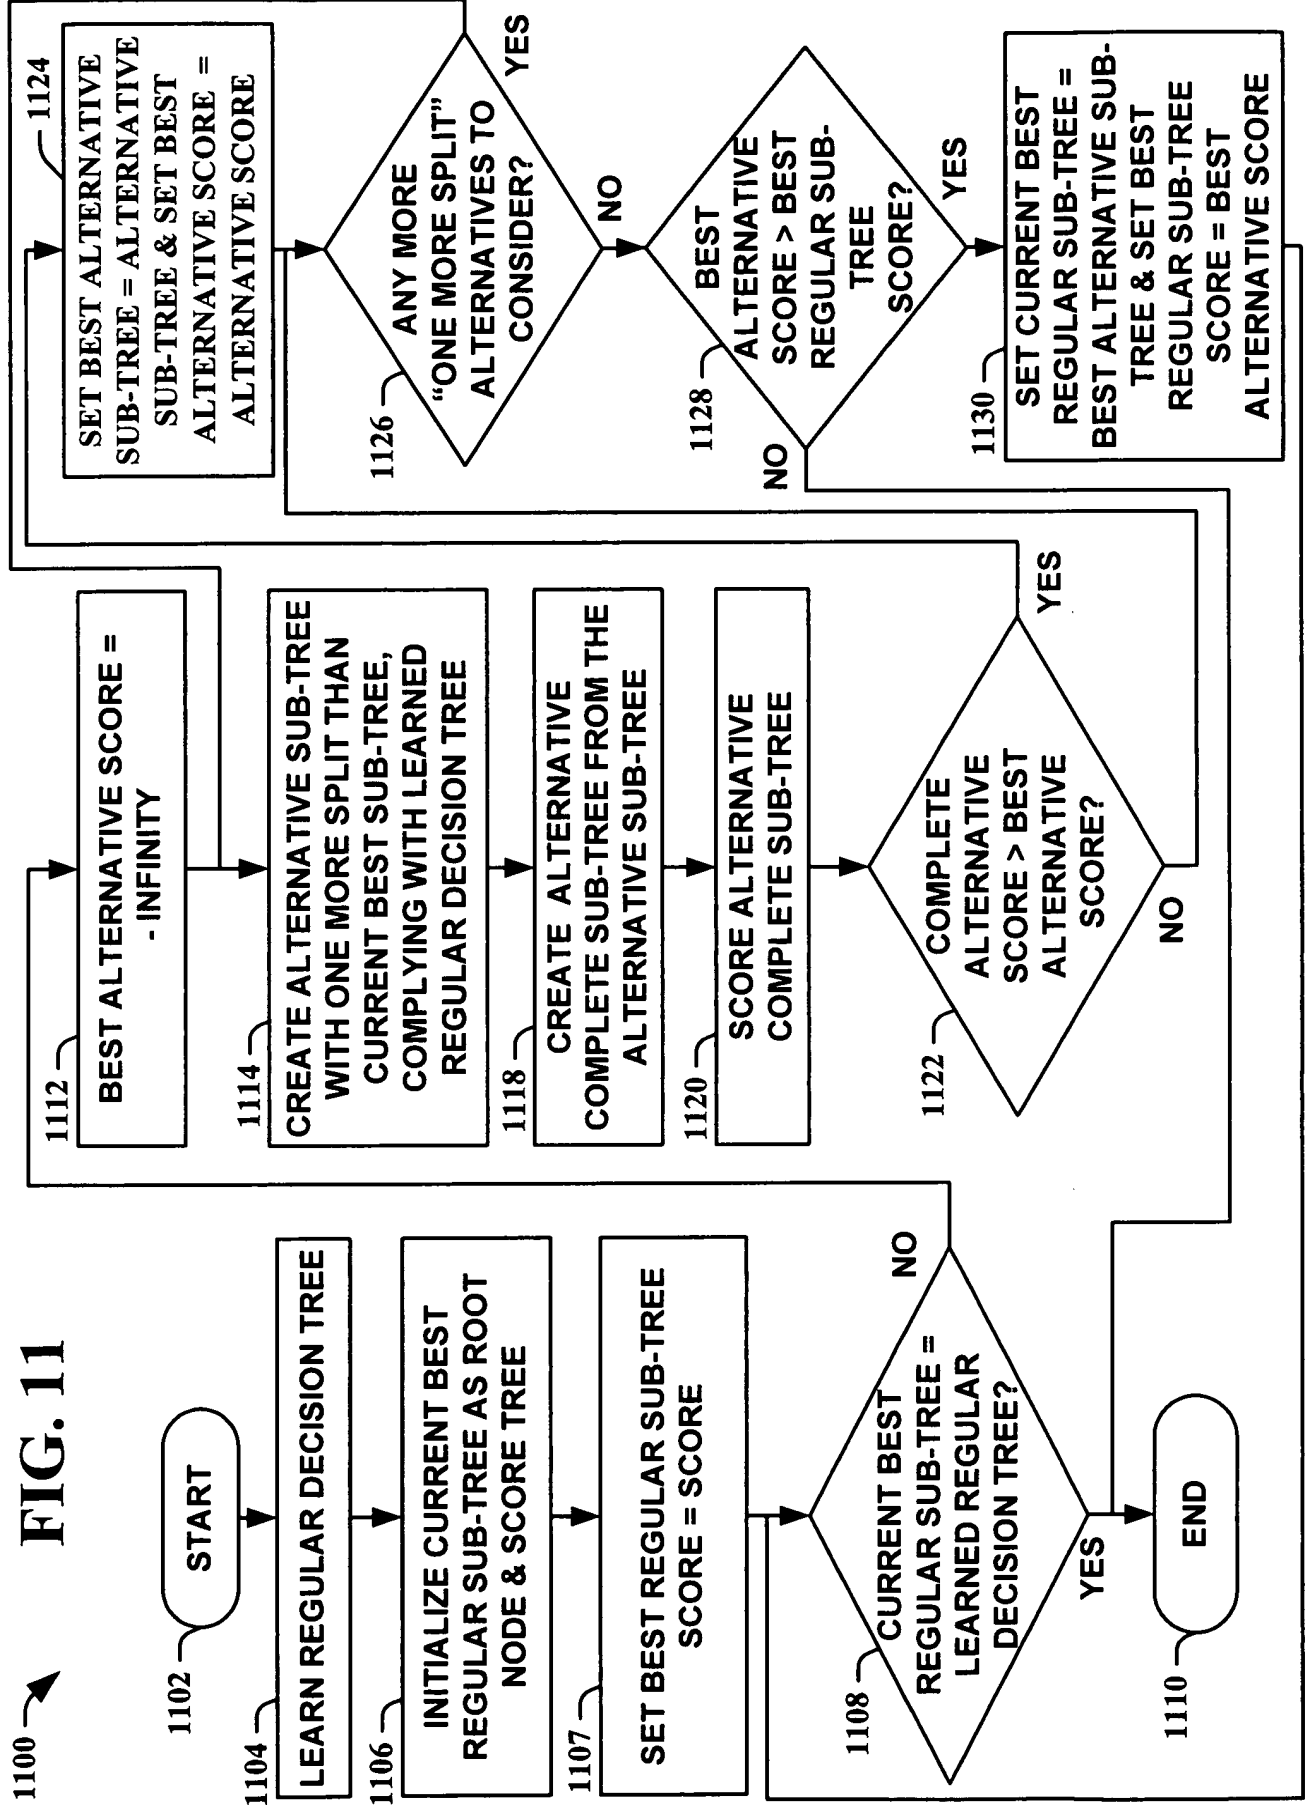 FIG. 11
1100
START
1102
1104
LEARN REGULAR DECISION TREE
1106
INITIALIZE CURRENT BEST
REGULAR SUB-TREE AS ROOT
NODE & SCORE TREE
1107
SET BEST REGULAR SUB-TREE
SCORE = SCORE
1108
CURRENT BEST
REGULAR SUB-TREE =
LEARNED REGULAR
DECISION TREE?
NO
YES
END
1110
1112
BEST ALTERNATIVE SCORE =
- INFINITY
1114
CREATE ALTERNATIVE SUB-TREE
WITH ONE MORE SPLIT THAN
CURRENT BEST SUB-TREE,
COMPLYING WITH LEARNED
REGULAR DECISION TREE
1118
CREATE ALTERNATIVE
COMPLETE SUB-TREE FROM THE
ALTERNATIVE SUB-TREE
1120
SCORE ALTERNATIVE
COMPLETE SUB-TREE
1122
COMPLETE
ALTERNATIVE
SCORE > BEST
ALTERNATIVE
SCORE?
YES
NO
1124
SET BEST ALTERNATIVE
SUB-TREE = ALTERNATIVE
SUB-TREE & SET BEST
ALTERNATIVE SCORE =
ALTERNATIVE SCORE
1126
ANY MORE
“ONE MORE SPLIT”
ALTERNATIVES TO
CONSIDER?
YES
NO
1128
BEST
ALTERNATIVE
SCORE > BEST
REGULAR SUB-
TREE
SCORE?
NO
YES
1130
SET CURRENT BEST
REGULAR SUB-TREE =
BEST ALTERNATIVE SUB-
TREE & SET BEST
REGULAR SUB-TREE
SCORE = BEST
ALTERNATIVE SCORE